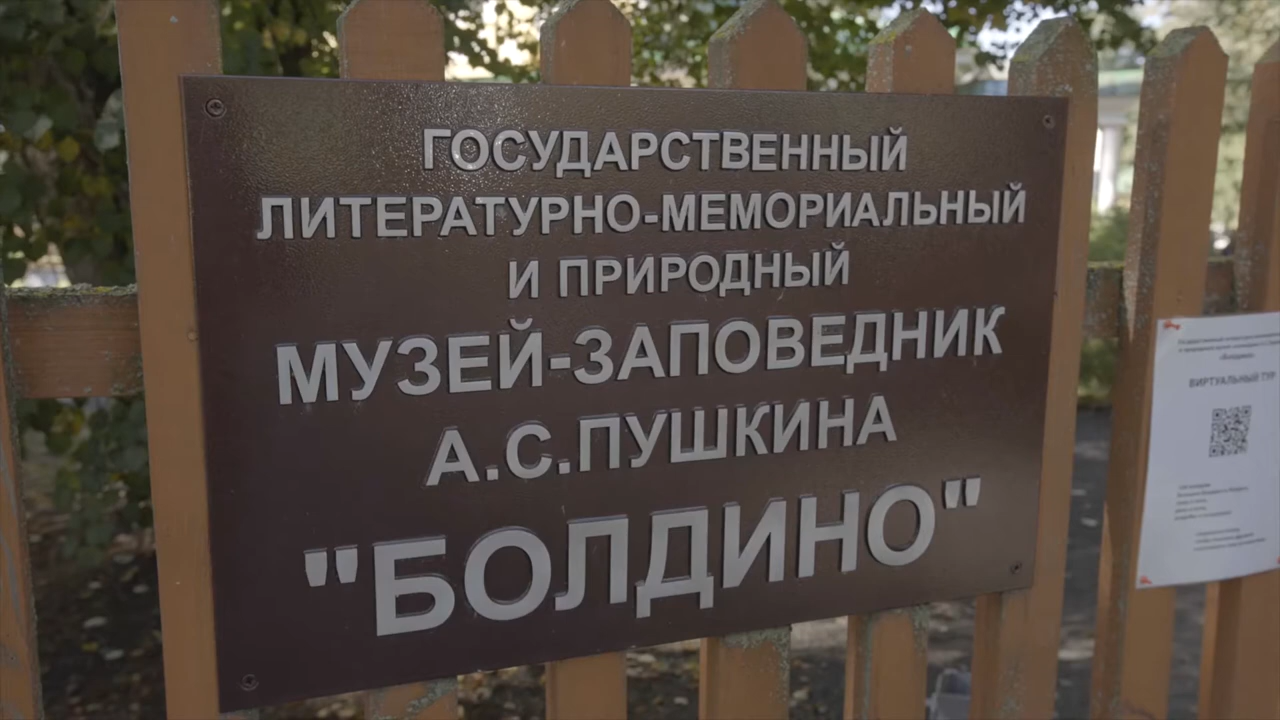 ГОСУДАРСТВЕННЫЙ
ЛИТЕРАТУРНО-МЕМОРИАЛЬНЫЙ
И ПРИРОДНЫЙ
МУЗЕЙ-ЗАПОВЕДНИК
А.С.ПУШКИНА
"БОЛДИНО"
ВИРТУАЛЬНЫЙ ТУР